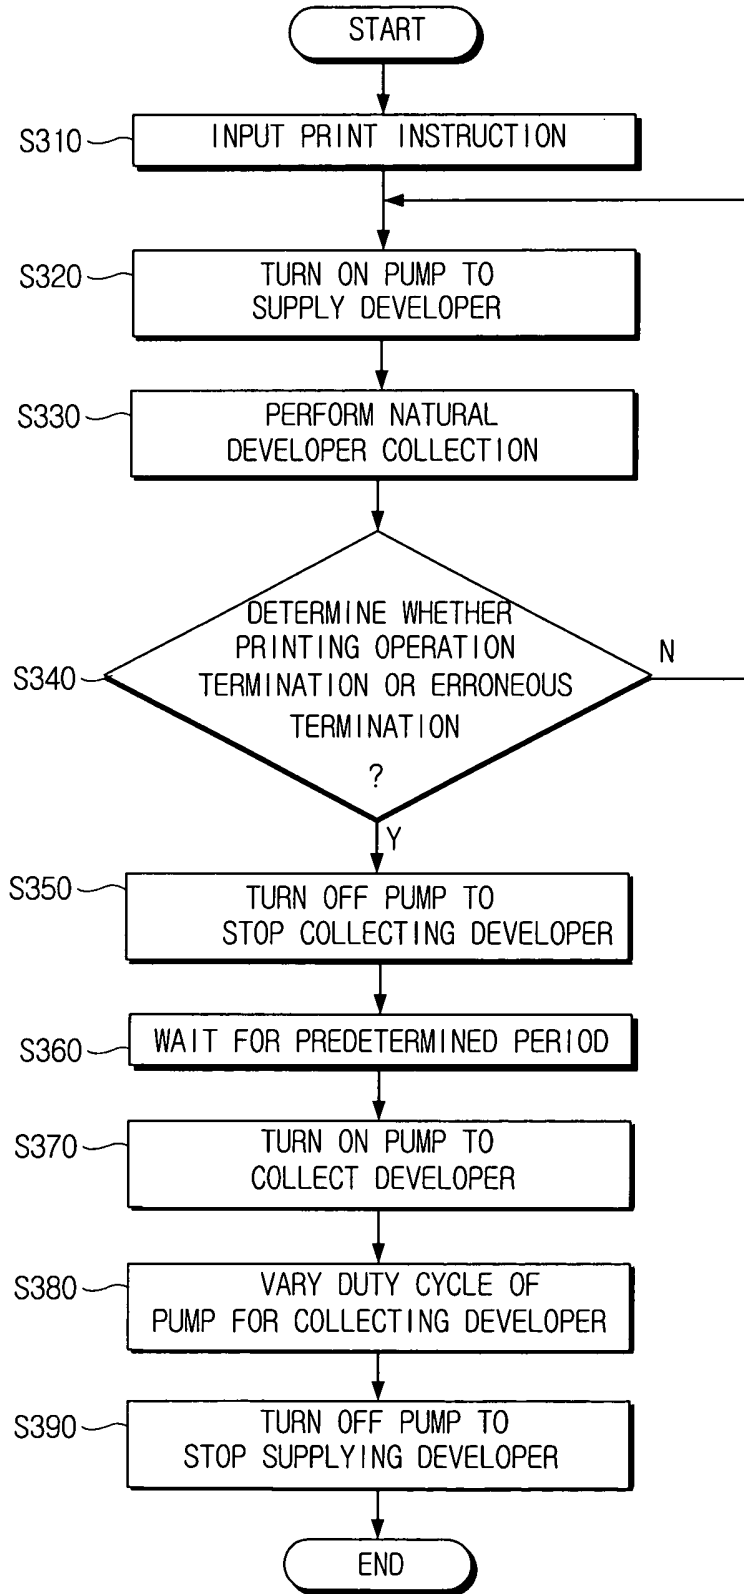 START
S310
INPUT PRINT INSTRUCTION
S320
TURN ON PUMP TO
SUPPLY DEVELOPER
S330
PERFORM NATURAL
DEVELOPER COLLECTION
S340
DETERMINE WHETHER
PRINTING OPERATION
TERMINATION OR ERRONEOUS
TERMINATION
?
N
Y
S350
TURN OFF PUMP TO
STOP COLLECTING DEVELOPER
S360
WAIT FOR PREDETERMINED PERIOD
S370
TURN ON PUMP TO
COLLECT DEVELOPER
S380
VARY DUTY CYCLE OF
PUMP FOR COLLECTING DEVELOPER
S390
TURN OFF PUMP TO
STOP SUPPLYING DEVELOPER
END